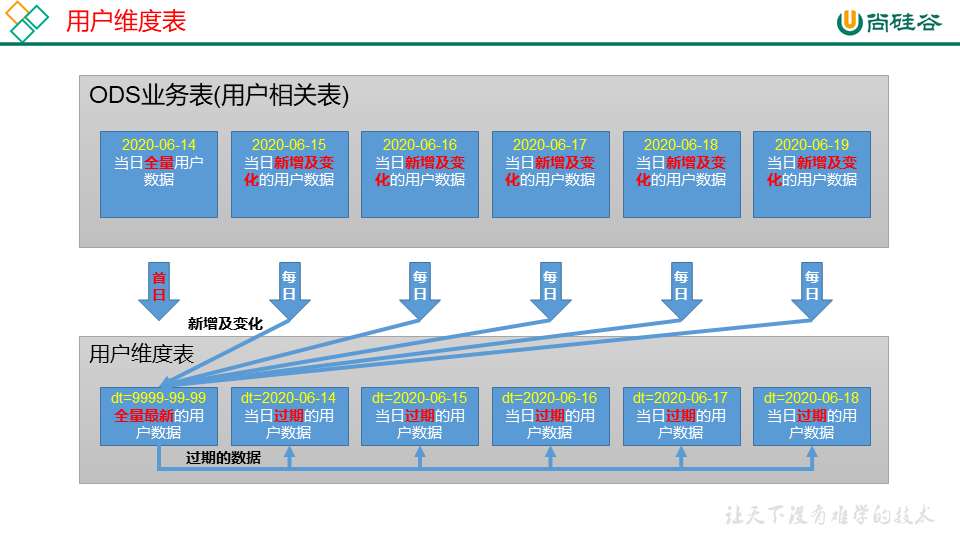 用户维度表
尚硅谷
ODS业务表(用户相关表)
2020-06-14
当日全量用户
数据
2020-06-15
当日新增及变
化的用户数据
2020-06-16
当日新增及变
化的用户数据
2020-06-17
当日新增及变
化的用户数据
2020-06-18
当日新增及变
化的用户数据
2020-06-19
当日新增及变
化的用户数据
首
日
每
日
每
日
每
日
每
日
每
日
新增及变化
用户维度表
dt=9999-99-99
全量最新的用
户数据
dt=2020-06-14
当日过期的用
户数据
dt=2020-06-15
当日过期的用
户数据
dt=2020-06-16
当日过期的用
户数据
dt=2020-06-17
当日过期的用
户数据
dt=2020-06-18
当日过期的用
户数据
过期的数据
让天下没有难学的技术